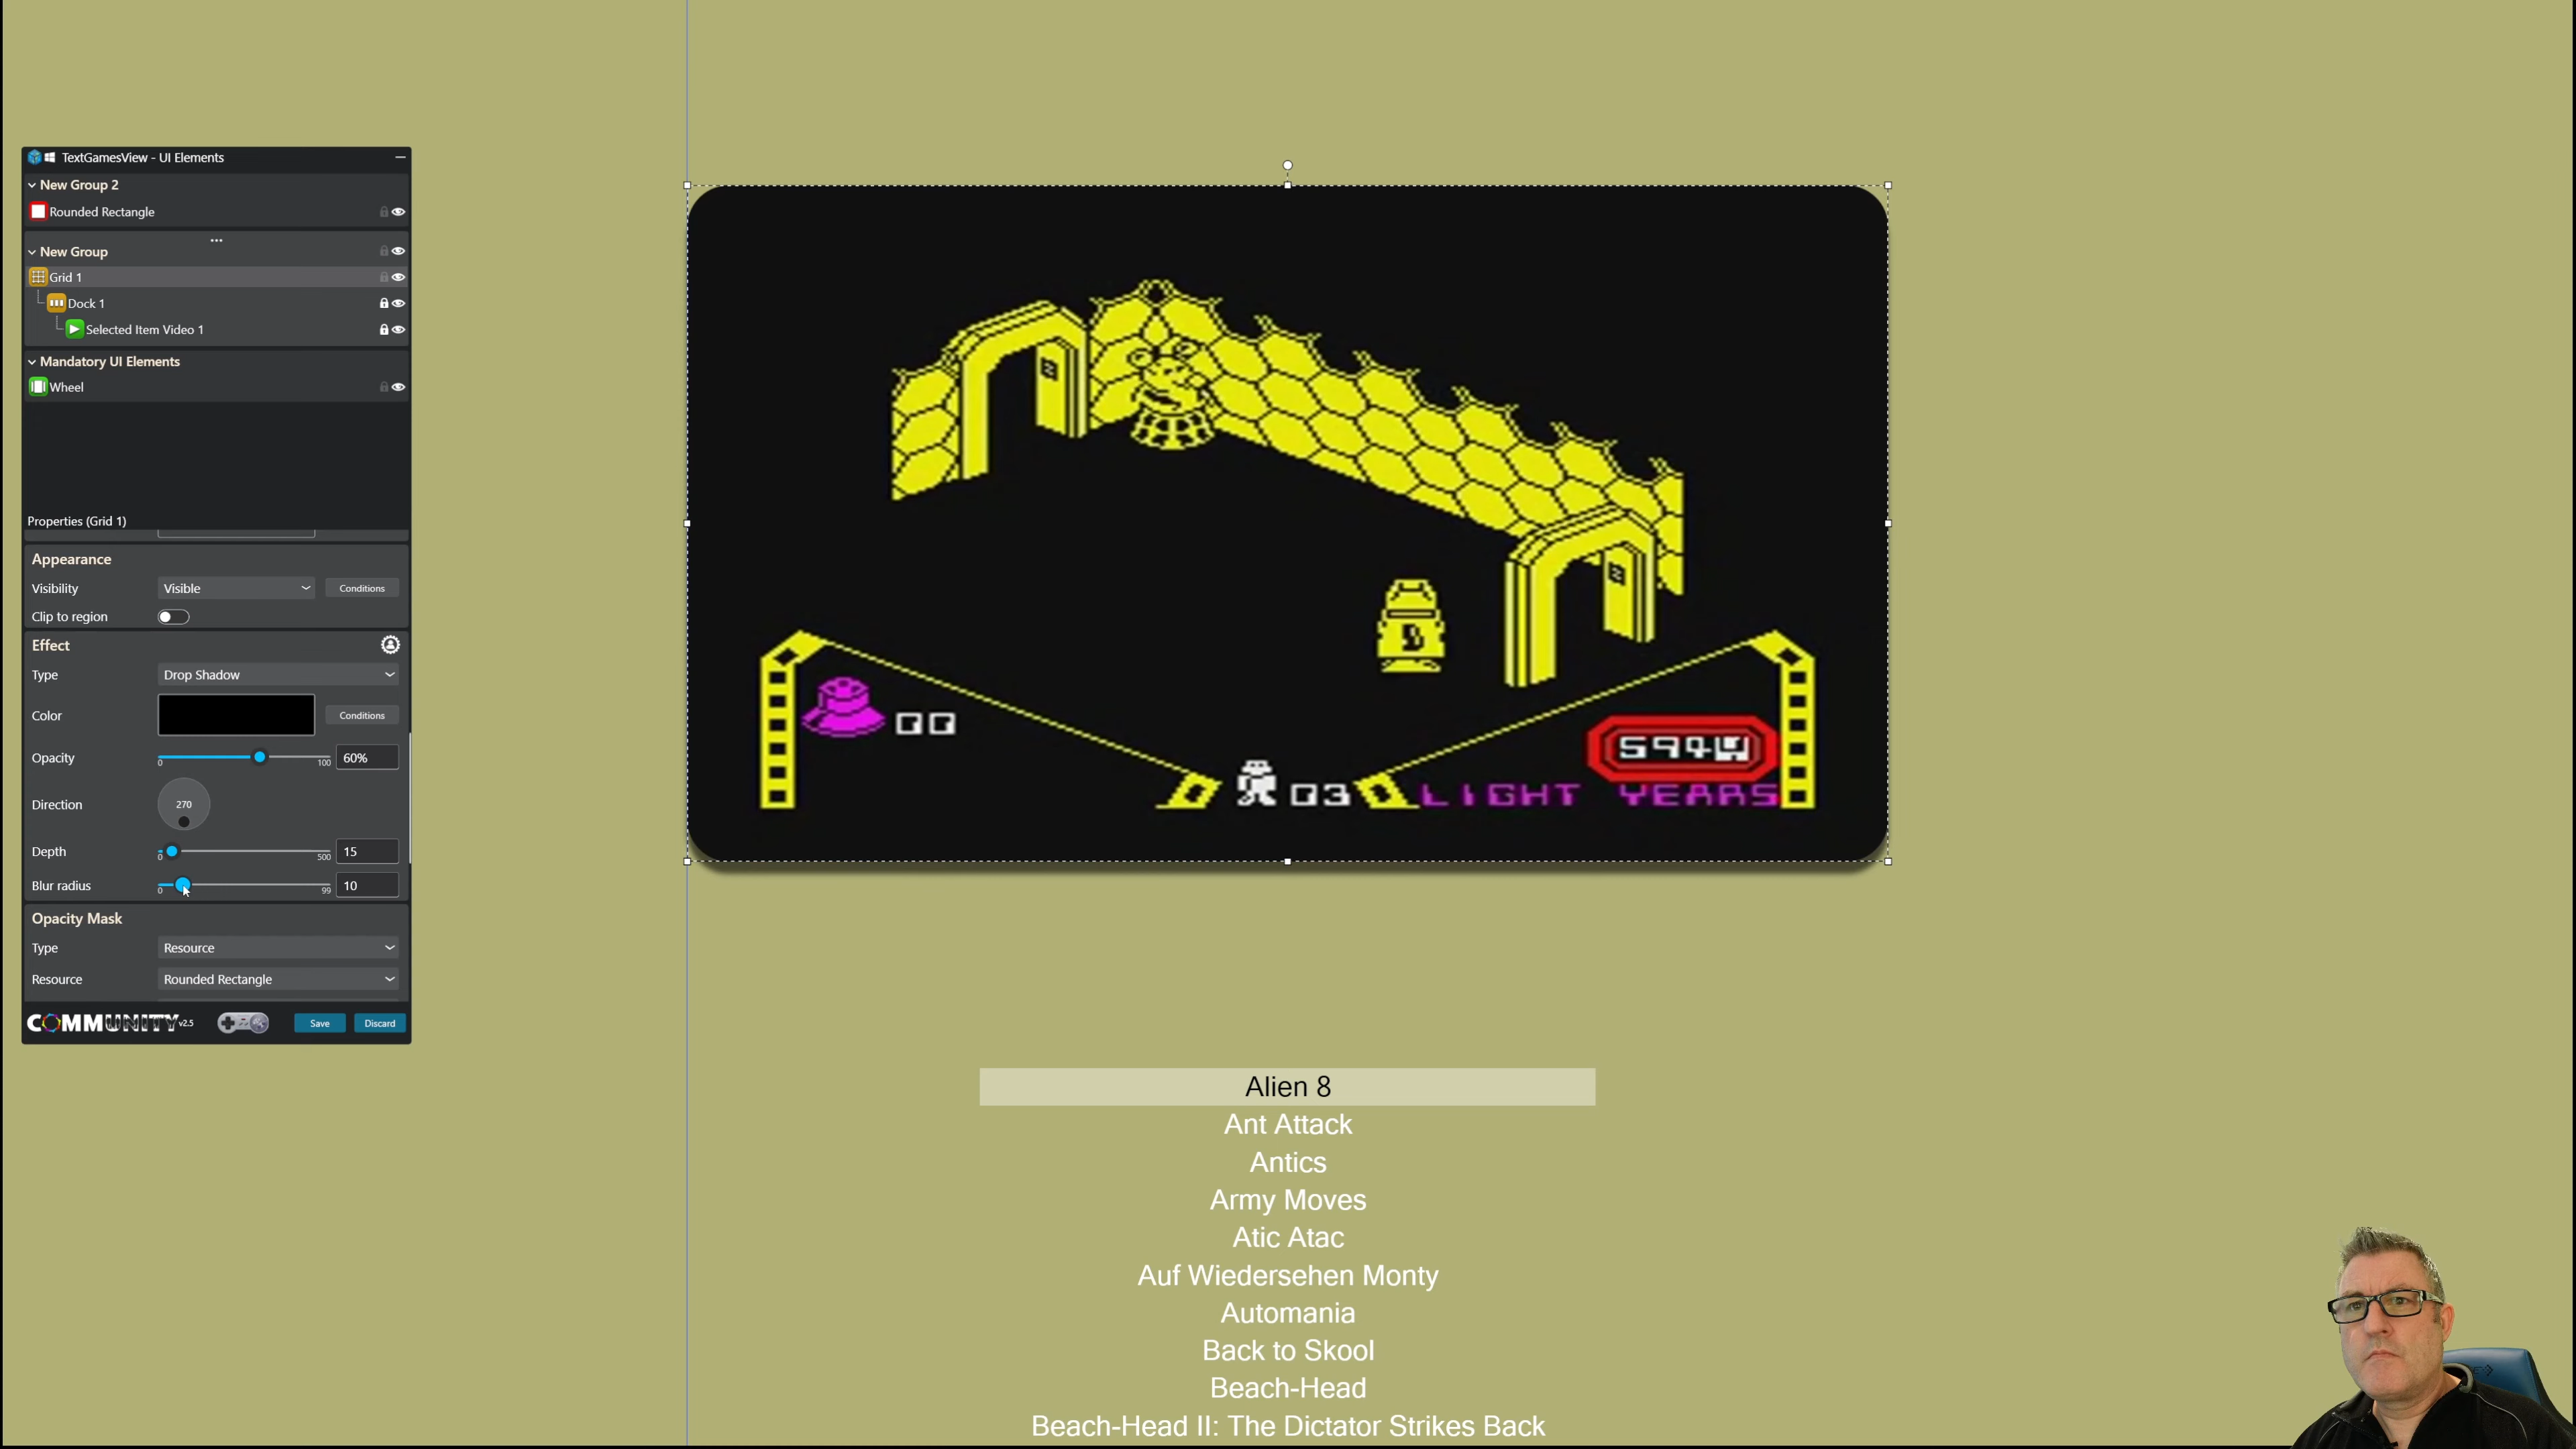 TextGamesView - UI Elements
New Group 2
Rounded Rectangle
New Group
Grid 1
Dock 1
Selected Item Video 1
Mandatory UI Elements
Wheel
Properties (Grid 1)
Appearance
Visibility Visible Conditions
Clip to region
Effect
Type Drop Shadow
Color Conditions
Opacity 0 100 60%
Direction 270
Depth 0 500 15
Blur radius 0 99 10
Opacity Mask
Type Resource
Resource Rounded Rectangle
COMMUNITY v2.5 Save Discard
00
03
LIGHT YEARS
Alien 8
Ant Attack
Antics
Army Moves
Atic Atac
Auf Wiedersehen Monty
Automania
Back to Skool
Beach-Head
Beach-Head II: The Dictator Strikes Back